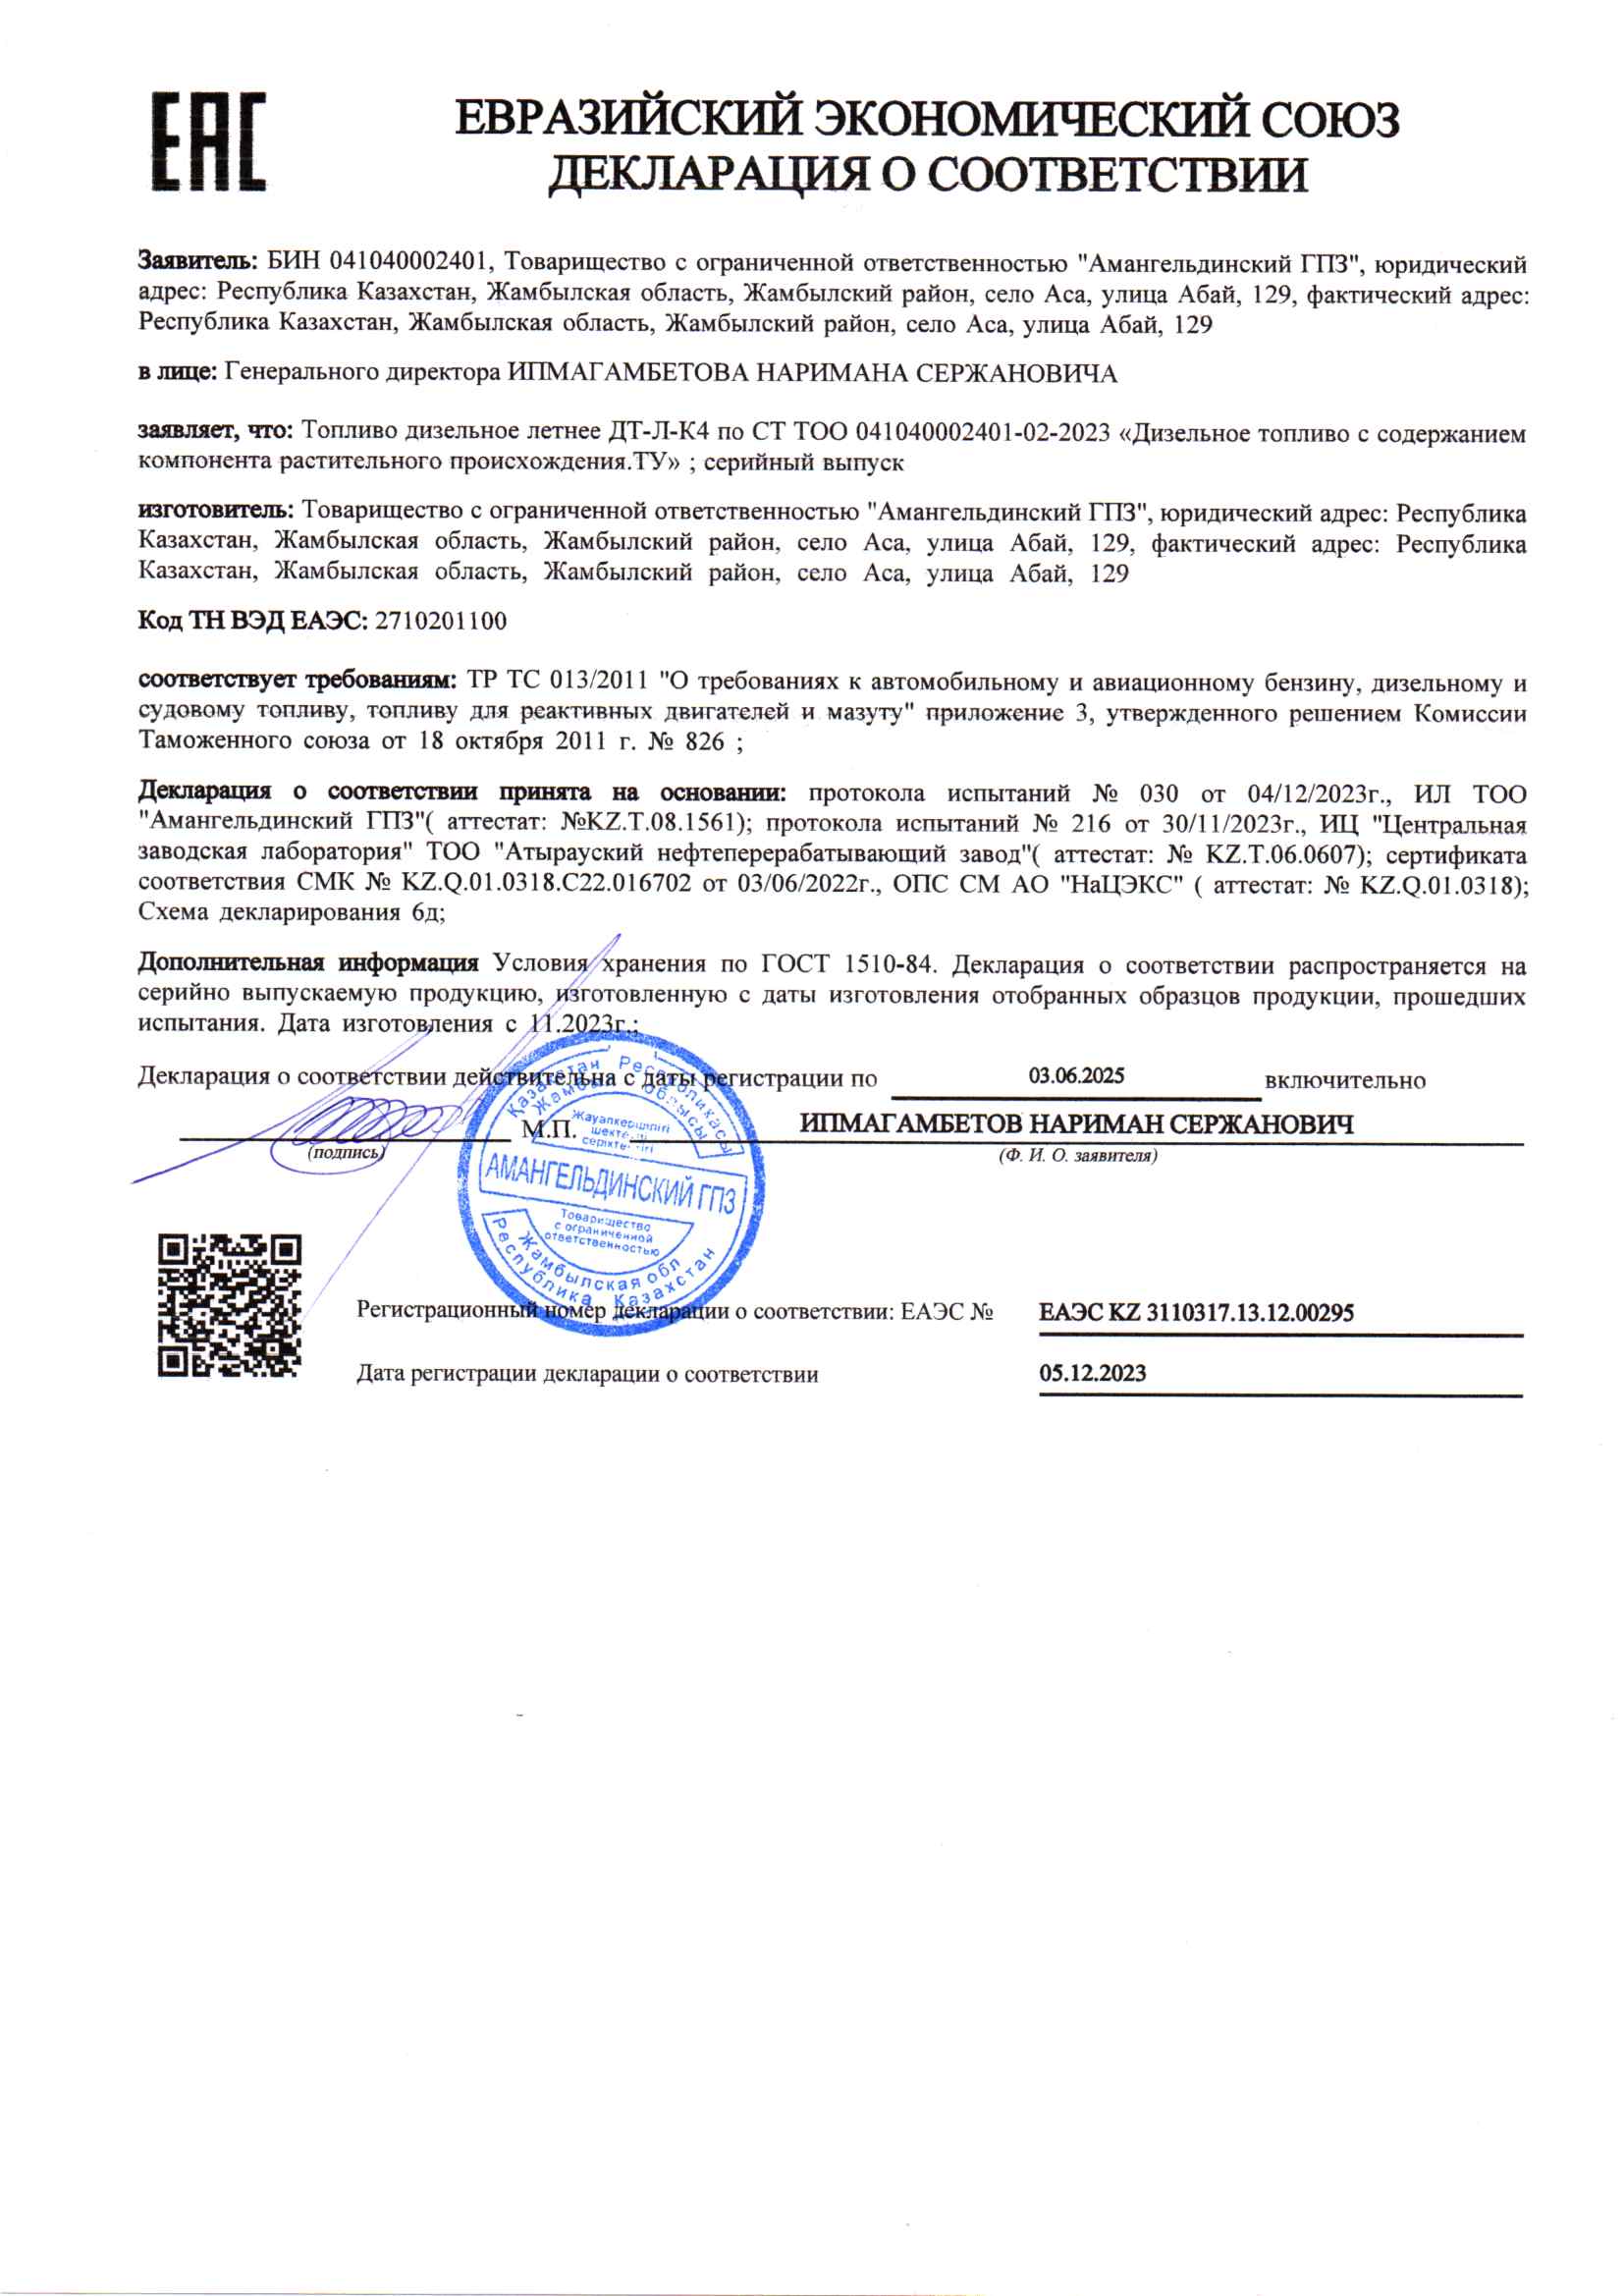 EAC
ЕВРАЗИЙСКИЙ ЭКОНОМИЧЕСКИЙ СОЮЗ
ДЕКЛАРАЦИЯ О СООТВЕТСТВИИ
Заявитель: БИН 041040002401, Товарищество с ограниченной ответственностью "Амангельдинский ГПЗ", юридический
адрес: Республика Казахстан, Жамбылская область, Жамбылский район, село Аса, улица Абай, 129, фактический адрес:
Республика Казахстан, Жамбылская область, Жамбылский район, село Аса, улица Абай, 129
в лице: Генерального директора ИПМАГАМБЕТОВА НАРИМАНА СЕРЖАНОВИЧА
заявляет, что: Топливо дизельное летнее ДТ-Л-К4 по СТ ТОО 041040002401-02-2023 «Дизельное топливо с содержанием
компонента растительного происхождения.ТУ» ; серийный выпуск
изготовитель: Товарищество с ограниченной ответственностью "Амангельдинский ГПЗ", юридический адрес: Республика
Казахстан, Жамбылская область, Жамбылский район, село Аса, улица Абай, 129, фактический адрес: Республика
Казахстан, Жамбылская область, Жамбылский район, село Аса, улица Абай, 129
Код ТН ВЭД ЕАЭС: 2710201100
соответствует требованиям: ТР ТС 013/2011 "О требованиях к автомобильному и авиационному бензину, дизельному и
судовому топливу, топливу для реактивных двигателей и мазуту" приложение 3, утвержденного решением Комиссии
Таможенного союза от 18 октября 2011 г. № 826 ;
Декларация о соответствии принята на основании: протокола испытаний № 030 от 04/12/2023г., ИЛ ТОО
"Амангельдинский ГПЗ"( аттестат: №KZ.T.08.1561); протокола испытаний № 216 от 30/11/2023г., ИЦ "Центральная
заводская лаборатория" ТОО "Атырауский нефтеперерабатывающий завод"( аттестат: № KZ.T.06.0607); сертификата
соответствия СМК № KZ.Q.01.0318.C22.016702 от 03/06/2022г., ОПС СМ АО "НаЦЭКС" ( аттестат: № KZ.Q.01.0318);
Схема декларирования 6д;
Дополнительная информация Условия хранения по ГОСТ 1510-84. Декларация о соответствии распространяется на
серийно выпускаемую продукцию, изготовленную с даты изготовления отобранных образцов продукции, прошедших
испытания. Дата изготовления с 11.2023г.;
Декларация о соответствии действительна с даты регистрации по 03.06.2025 включительно
М.П. ИПМАГАМБЕТОВ НАРИМАН СЕРЖАНОВИЧ
(подпись) (Ф. И. О. заявителя)
Қазақстан Республикасы
Жамбыл облысы
Жауапкершілігі
АМАНГЕЛЬДИНСКИЙ ГПЗ
Товарищество
с ограниченной
ответственностью
Жамбылская обл
Республика Казахстан
Регистрационный номер декларации о соответствии: ЕАЭС № ЕАЭС KZ 3110317.13.12.00295
Дата регистрации декларации о соответствии 05.12.2023